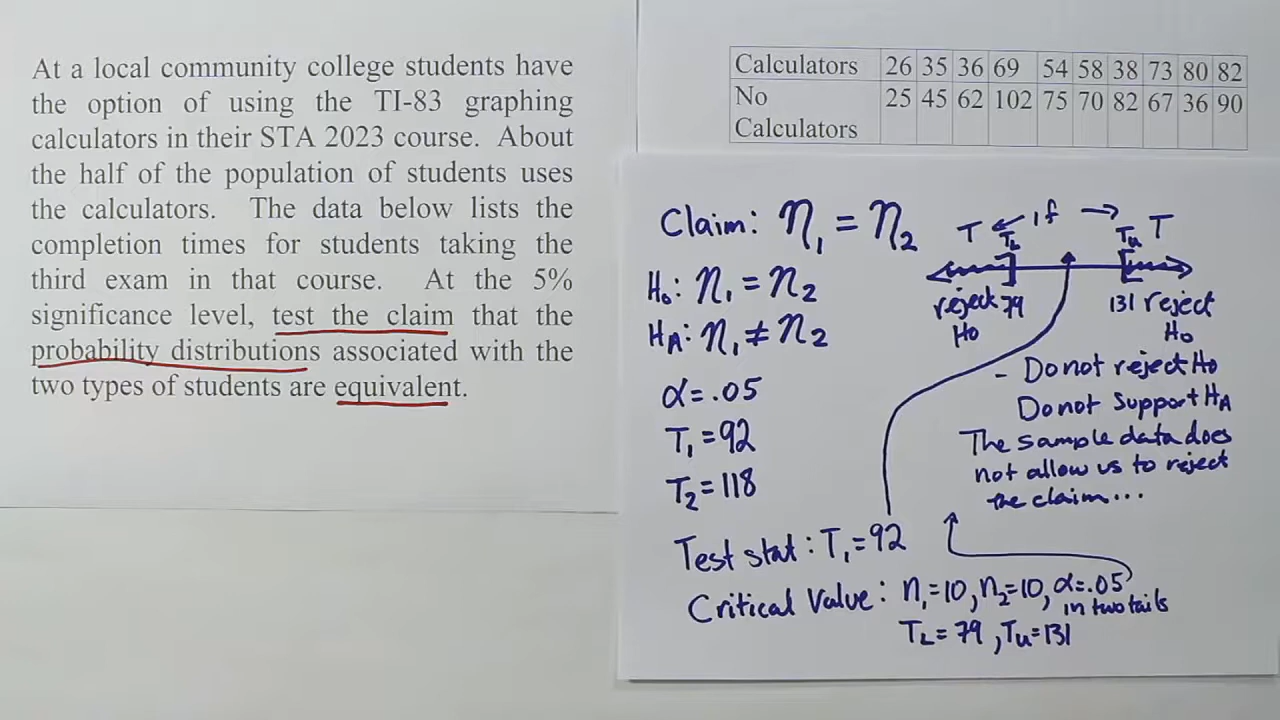 At a local community college students have
the option of using the TI-83 graphing
calculators in their STA 2023 course. About
the half of the population of students uses
the calculators. The data below lists the
completion times for students taking the
third exam in that course. At the 5%
significance level, test the claim that the
probability distributions associated with the
two types of students are equivalent.
Calculators 26 35 36 69 54 58 38 73 80 82
No 25 45 62 102 75 70 82 67 36 90
Calculators
Claim: η₁ = η₂
H₀: η₁ = η₂
HA: η₁ ≠ η₂
α = .05
T₁ = 92
T₂ = 118
Test stat: T₁ = 92
Critical Value: n₁=10, n₂=10, α=.05
in two tails
TL = 79, Tu = 131
T ← if → T
TL Tu
reject 79 131 reject
H₀ H₀
- Do not reject H₀
Do not support HA
The sample data does
not allow us to reject
the claim...